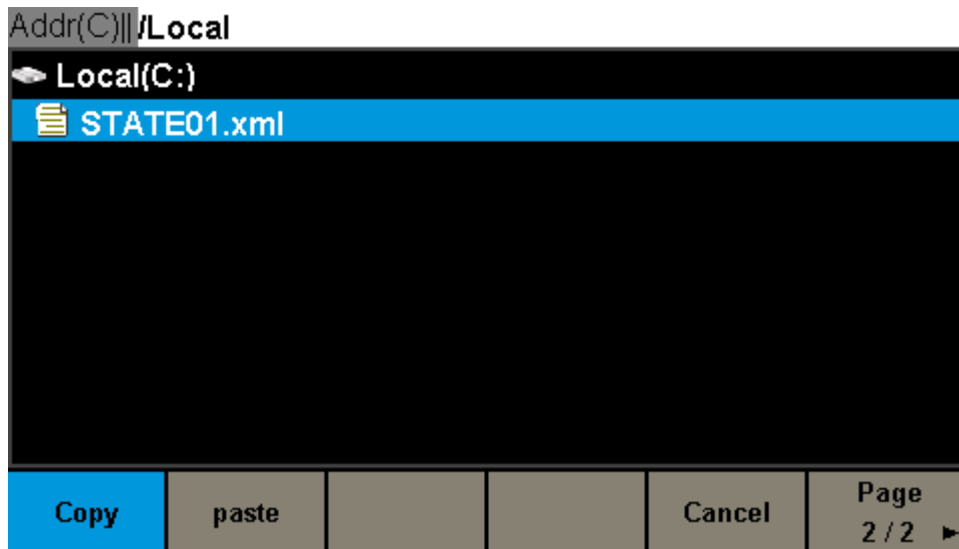 Addr(C)|| /Local
Local(C:)
STATE01.xml
Copy paste Cancel Page
2 / 2